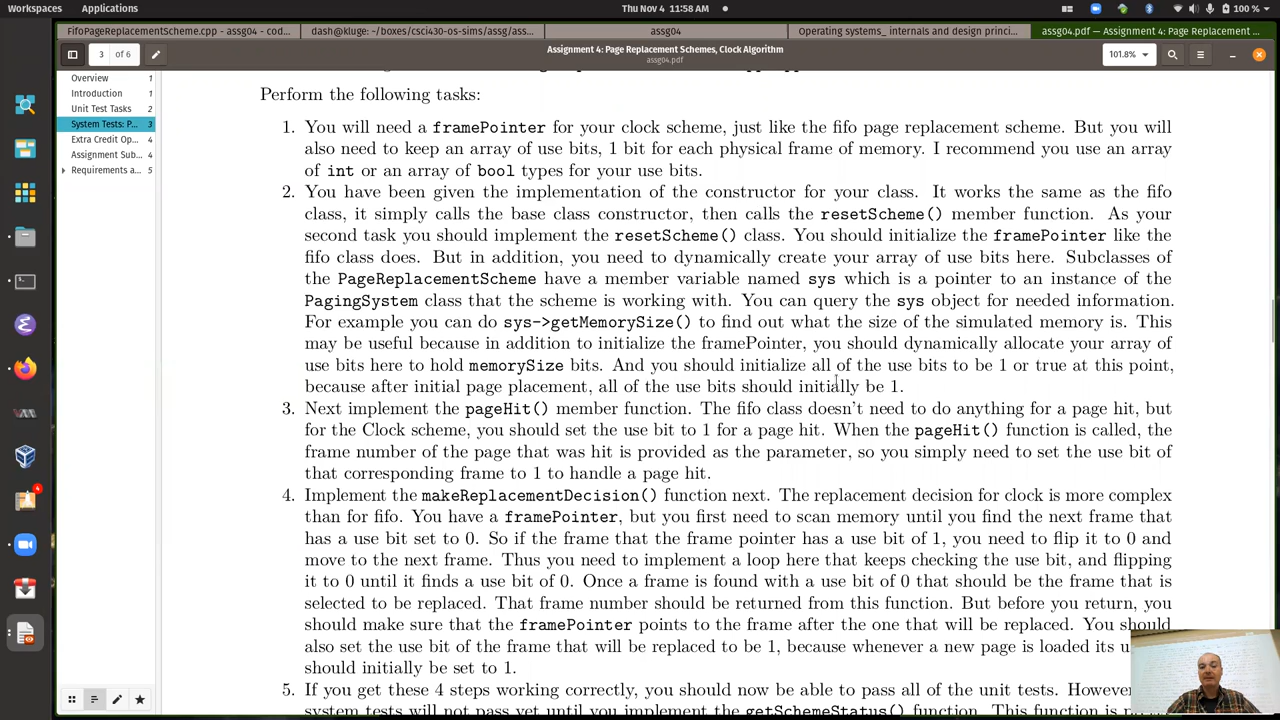 Workspaces Applications Thu Nov 4 11:58 AM 100 %
FifoPageReplacementScheme.cpp - assg04 - cod... dash@kluge: ~/boxes/csci430-os-sims/assg/ass... assg04 Operating systems_ internals and design princi... assg04.pdf — Assignment 4: Page Replacement ...
3 of 6 Assignment 4: Page Replacement Schemes, Clock Algorithm 101.8%
assg04.pdf
Overview 1
Introduction 1
Unit Test Tasks 2
System Tests: P... 3
Extra Credit Op... 4
Assignment Sub... 4
Requirements a... 5
Perform the following tasks:
1. You will need a framePointer for your clock scheme, just like the fifo page replacement scheme. But you will
also need to keep an array of use bits, 1 bit for each physical frame of memory. I recommend you use an array
of int or an array of bool types for your use bits.
2. You have been given the implementation of the constructor for your class. It works the same as the fifo
class, it simply calls the base class constructor, then calls the resetScheme() member function. As your
second task you should implement the resetScheme() class. You should initialize the framePointer like the
fifo class does. But in addition, you need to dynamically create your array of use bits here. Subclasses of
the PageReplacementScheme have a member variable named sys which is a pointer to an instance of the
PagingSystem class that the scheme is working with. You can query the sys object for needed information.
For example you can do sys->getMemorySize() to find out what the size of the simulated memory is. This
may be useful because in addition to initialize the framePointer, you should dynamically allocate your array of
use bits here to hold memorySize bits. And you should initialize all of the use bits to be 1 or true at this point,
because after initial page placement, all of the use bits should initially be 1.
3. Next implement the pageHit() member function. The fifo class doesn't need to do anything for a page hit, but
for the Clock scheme, you should set the use bit to 1 for a page hit. When the pageHit() function is called, the
frame number of the page that was hit is provided as the parameter, so you simply need to set the use bit of
that corresponding frame to 1 to handle a page hit.
4. Implement the makeReplacementDecision() function next. The replacement decision for clock is more complex
than for fifo. You have a framePointer, but you first need to scan memory until you find the next frame that
has a use bit set to 0. So if the frame that the frame pointer has a use bit of 1, you need to flip it to 0 and
move to the next frame. Thus you need to implement a loop here that keeps checking the use bit, and flipping
it to 0 until it finds a use bit of 0. Once a frame is found with a use bit of 0 that should be the frame that is
selected to be replaced. That frame number should be returned from this function. But before you return, you
should make sure that the framePointer points to the frame after the one that will be replaced. You should
also set the use bit of the frame that will be replaced to be 1, because whenever a new page is loaded its
should initially be set to 1.
5. If you get these 4 steps working correctly, you should now be able to pass all of the unit tests. However
system tests will not pass yet until you implement the getSchemeStatus() function. This function is